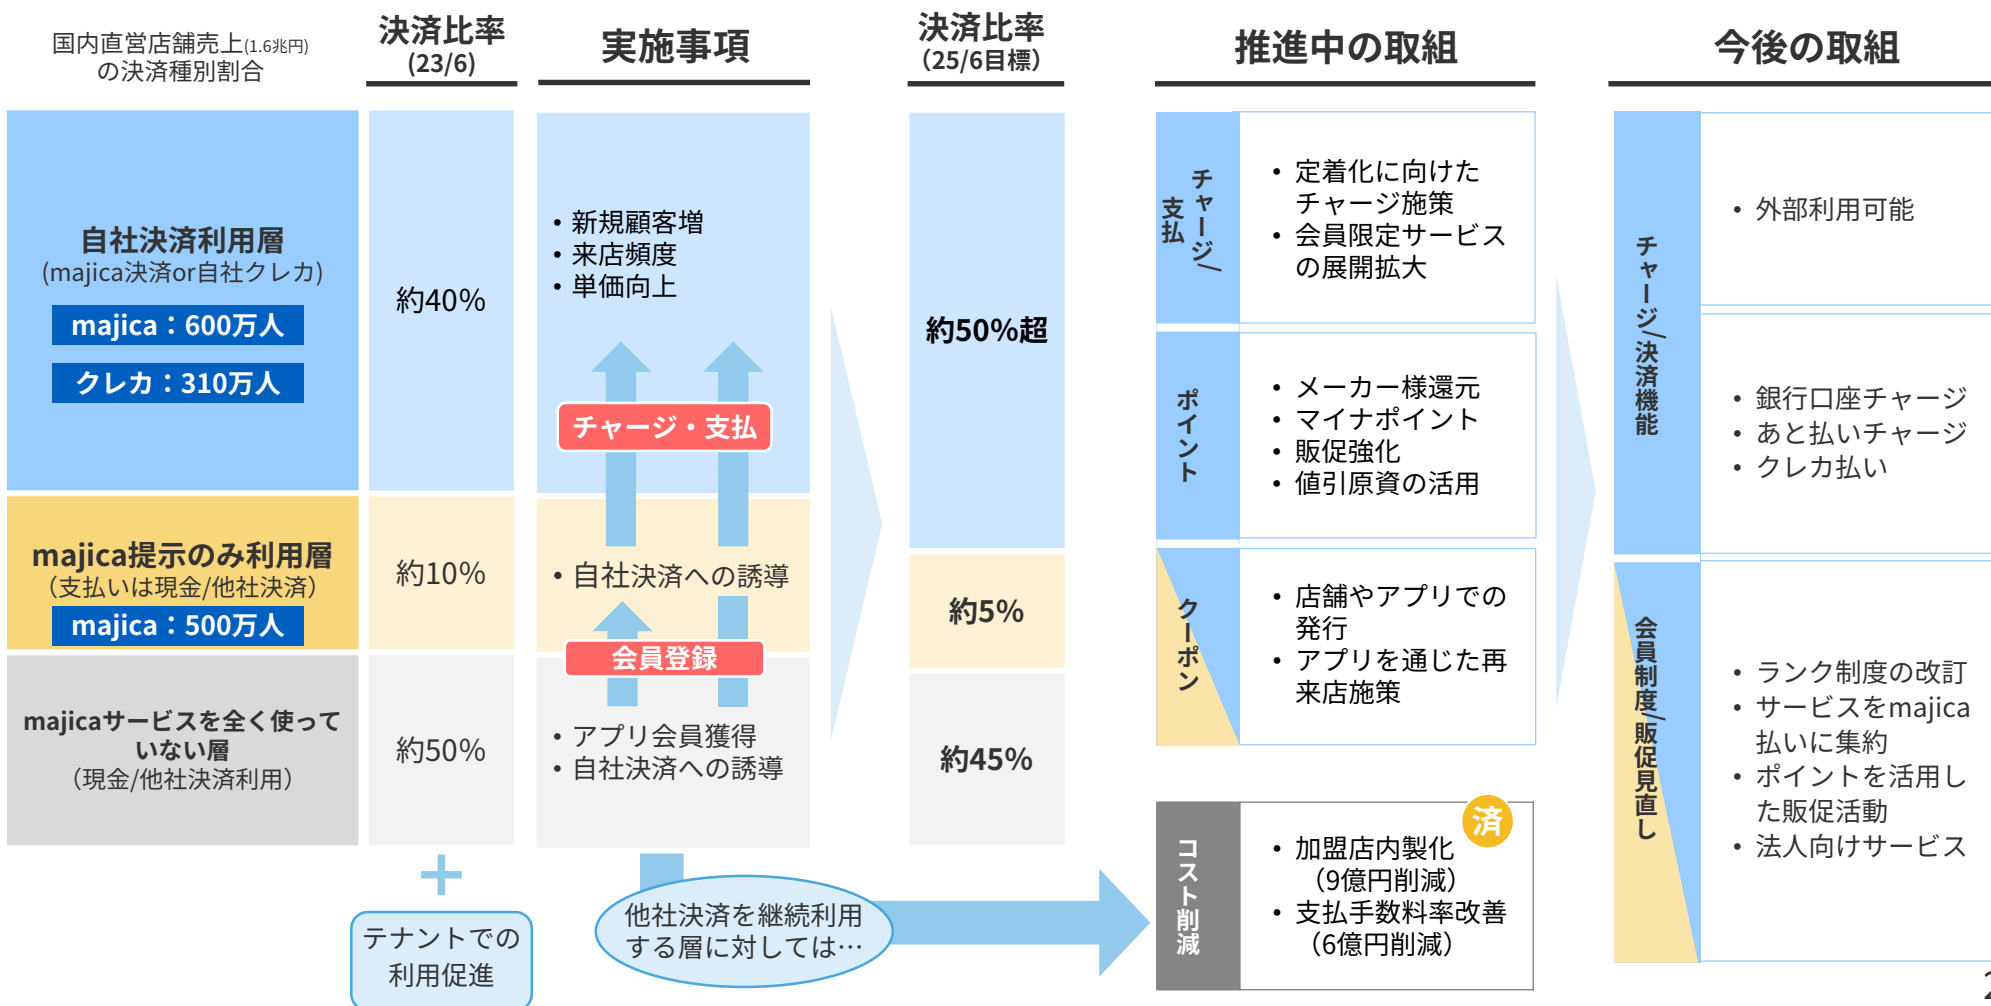 国内直営店舗売上(1.6兆円)
の決済種別割合
決済比率
(23/6)
実施事項
決済比率
（25/6目標）
推進中の取組
今後の取組
自社決済利用層
(majica決済or自社クレカ)
majica：600万人
クレカ：310万人
約40%
・新規顧客増
・来店頻度
・単価向上
チャージ・支払
約50%超
majica提示のみ利用層
（支払いは現金/他社決済）
majica：500万人
約10%
・自社決済への誘導
会員登録
約5%
majicaサービスを全く使って
いない層
（現金/他社決済利用）
約50%
・アプリ会員獲得
・自社決済への誘導
約45%
＋
テナントでの
利用促進
他社決済を継続利用
する層に対しては…
チャージ/
支払
・定着化に向けた
チャージ施策
・会員限定サービス
の展開拡大
ポイント
・メーカー様還元
・マイナポイント
・販促強化
・値引原資の活用
クーポン
・店舗やアプリでの
発行
・アプリを通じた再
来店施策
コスト削減
済
・加盟店内製化
（9億円削減）
・支払手数料率改善
（6億円削減）
チャージ/決済機能
・外部利用可能
・銀行口座チャージ
・あと払いチャージ
・クレカ払い
会員制度/販促見直し
・ランク制度の改訂
・サービスをmajica
払いに集約
・ポイントを活用し
た販促活動
・法人向けサービス